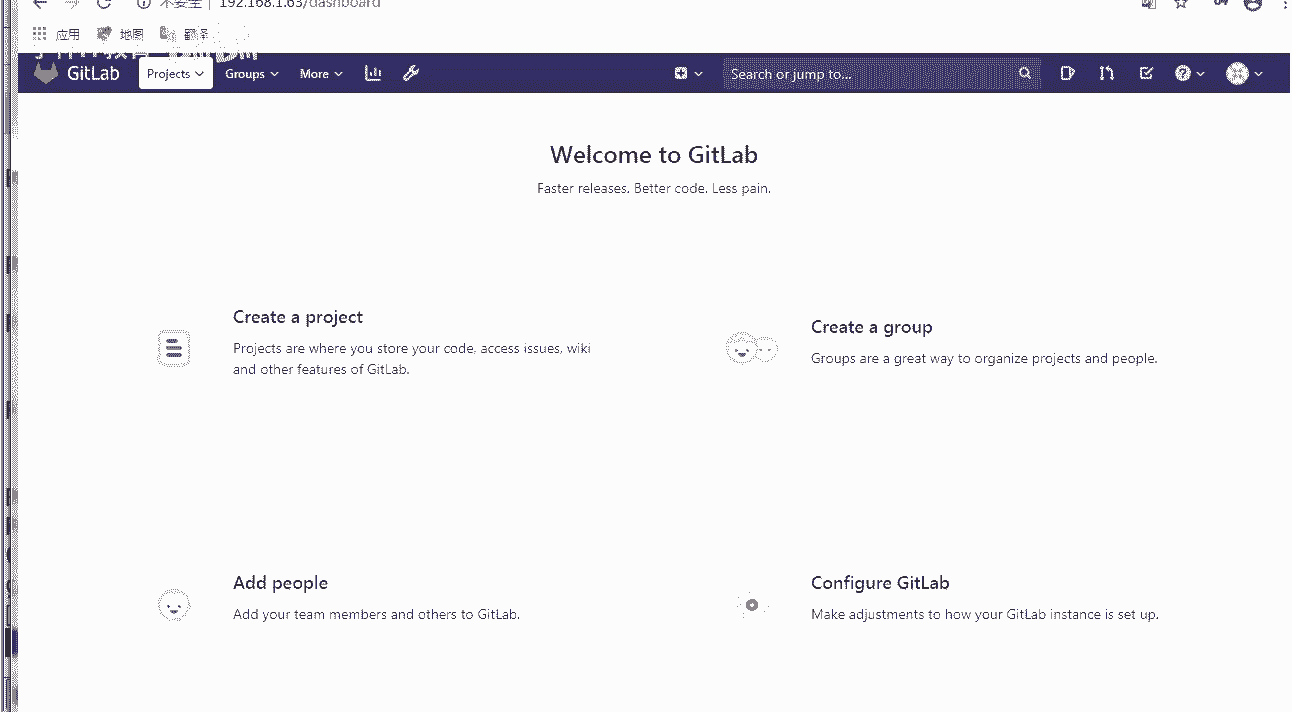 不安全 | 192.168.1.63/dashboard
应用 地图 翻译
GitLab Projects Groups More Search or jump to...
Welcome to GitLab
Faster releases. Better code. Less pain.
Create a project
Projects are where you store your code, access issues, wiki
and other features of GitLab.
Create a group
Groups are a great way to organize projects and people.
Add people
Add your team members and others to GitLab.
Configure GitLab
Make adjustments to how your GitLab instance is set up.